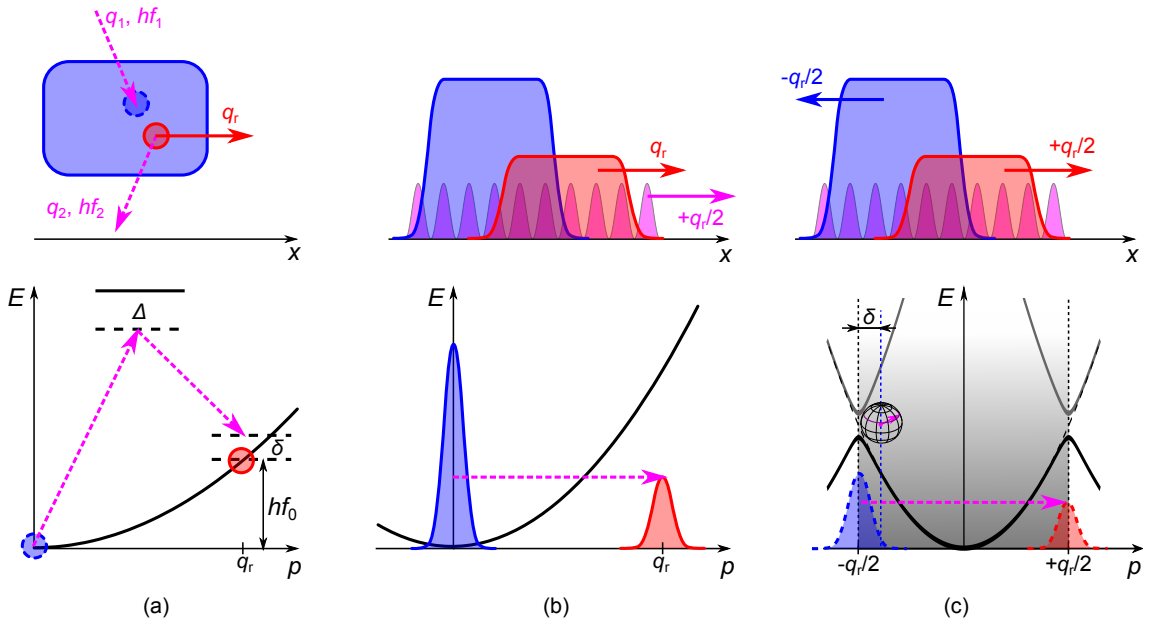 q₁, hf₁
qᵣ
q₂, hf₂
x
E
Δ
δ
hf₀
qᵣ
p
(a)
qᵣ
+qᵣ/2
x
E
qᵣ
p
(b)
-qᵣ/2
+qᵣ/2
x
E
δ
-qᵣ/2
+qᵣ/2
p
(c)